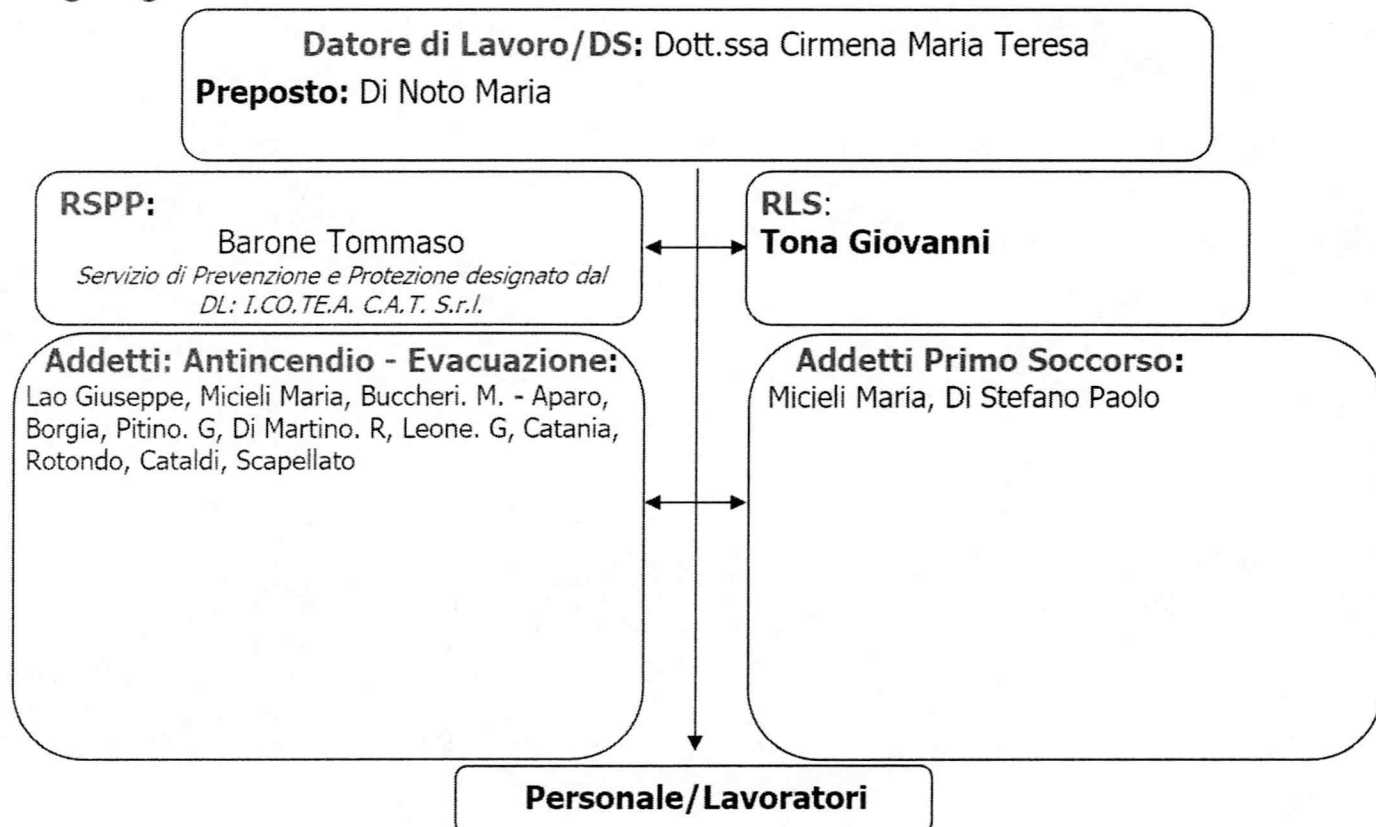 Datore di Lavoro/DS: Dott.ssa Cirmena Maria Teresa
Preposto: Di Noto Maria
RSPP:
Barone Tommaso
Servizio di Prevenzione e Protezione designato dal
DL: I.CO.TE.A. C.A.T. S.r.l.
RLS:
Tona Giovanni
Addetti: Antincendio - Evacuazione:
Lao Giuseppe, Micieli Maria, Buccheri. M. - Aparo,
Borgia, Pitino. G, Di Martino. R, Leone. G, Catania,
Rotondo, Cataldi, Scapellato
Addetti Primo Soccorso:
Micieli Maria, Di Stefano Paolo
Personale/Lavoratori